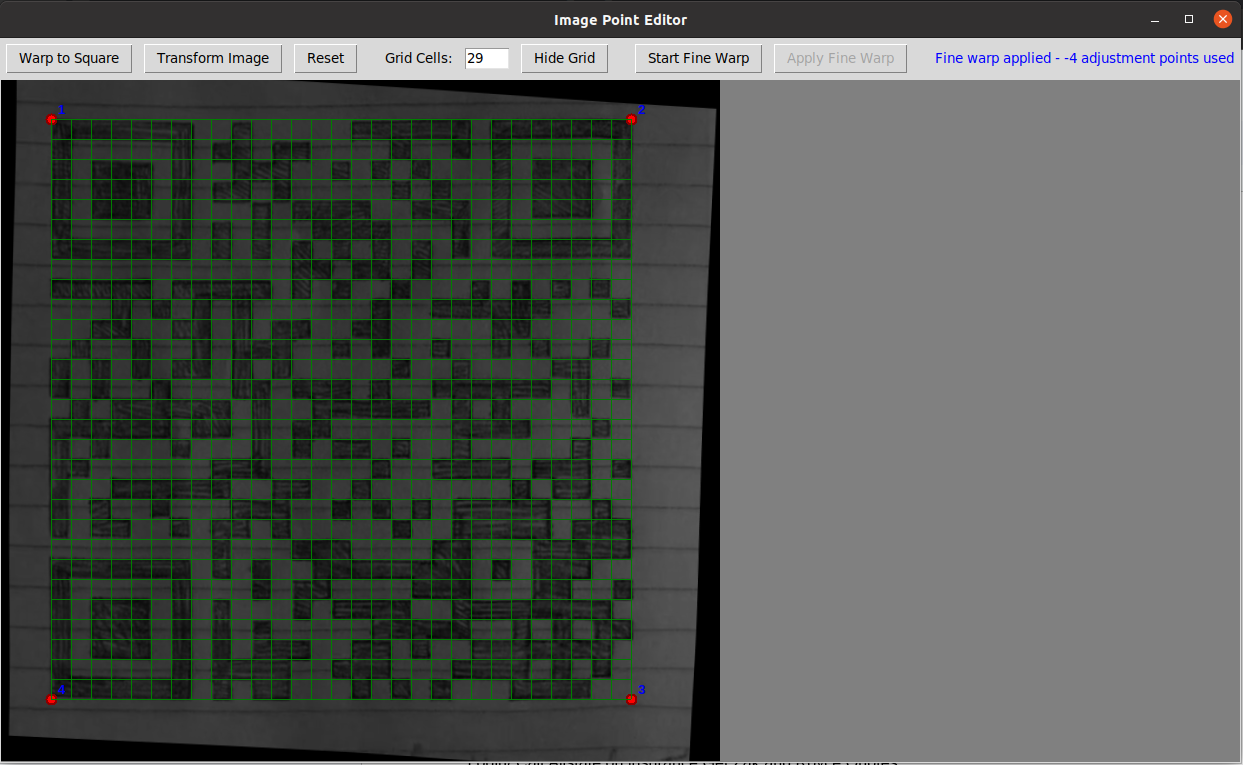 Image Point Editor
Warp to Square Transform Image Reset Grid Cells: 29 Hide Grid Start Fine Warp Apply Fine Warp Fine warp applied - -4 adjustment points used
1 2
4 3